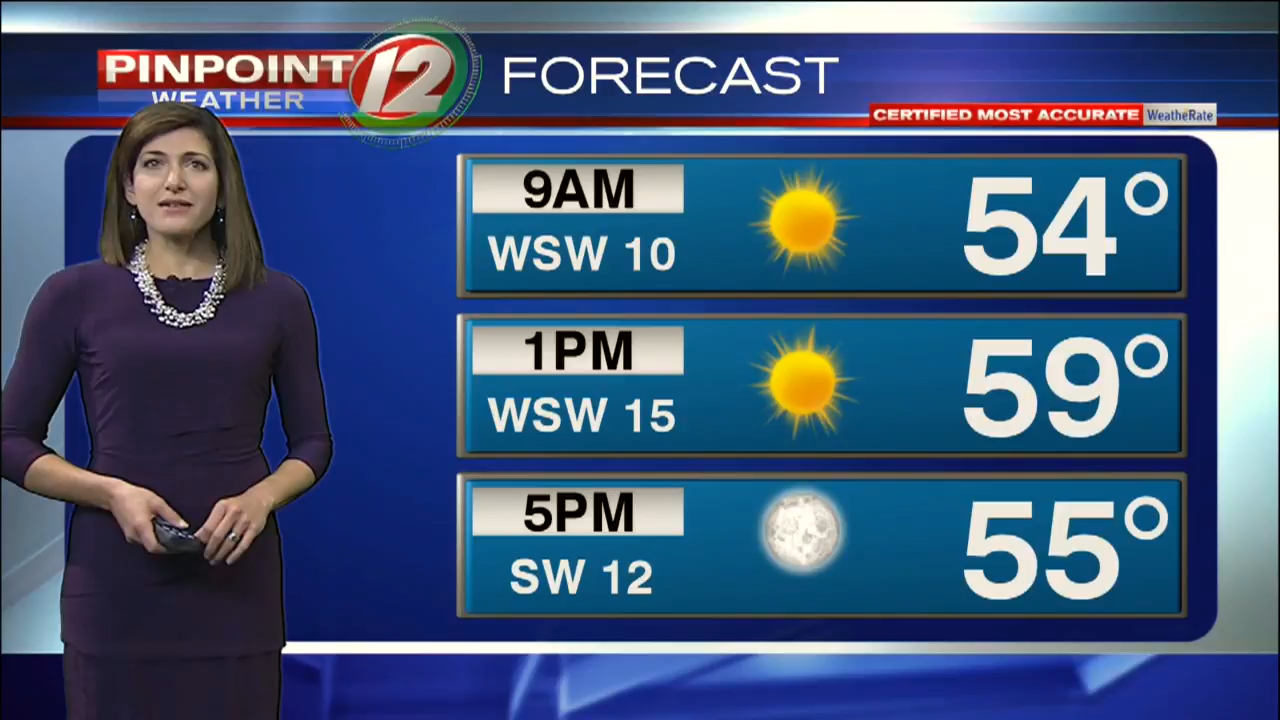 PINPOINT 12 FORECAST
WEATHER
CERTIFIED MOST ACCURATE WeatheRate
9AM
WSW 10
54°
1PM
WSW 15
59°
5PM
SW 12
55°